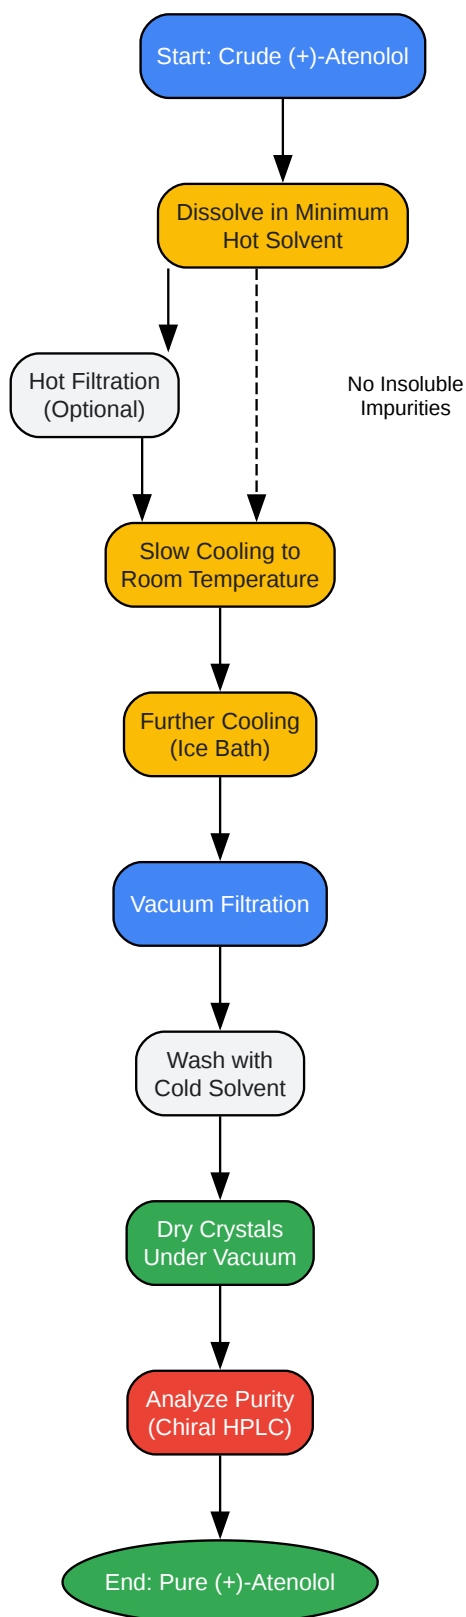 Start: Crude (+)-Atenolol
Dissolve in Minimum
Hot Solvent
Hot Filtration
(Optional)
No Insoluble
Impurities
Slow Cooling to
Room Temperature
Further Cooling
(Ice Bath)
Vacuum Filtration
Wash with
Cold Solvent
Dry Crystals
Under Vacuum
Analyze Purity
(Chiral HPLC)
End: Pure (+)-Atenolol